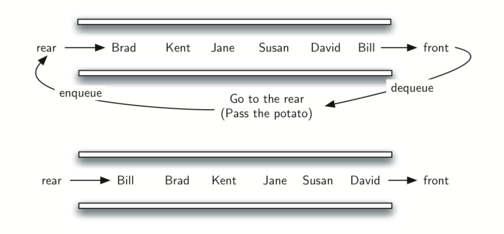 rear Brad Kent Jane Susan David Bill front
enqueue dequeue
Go to the rear
(Pass the potato)
rear Bill Brad Kent Jane Susan David front